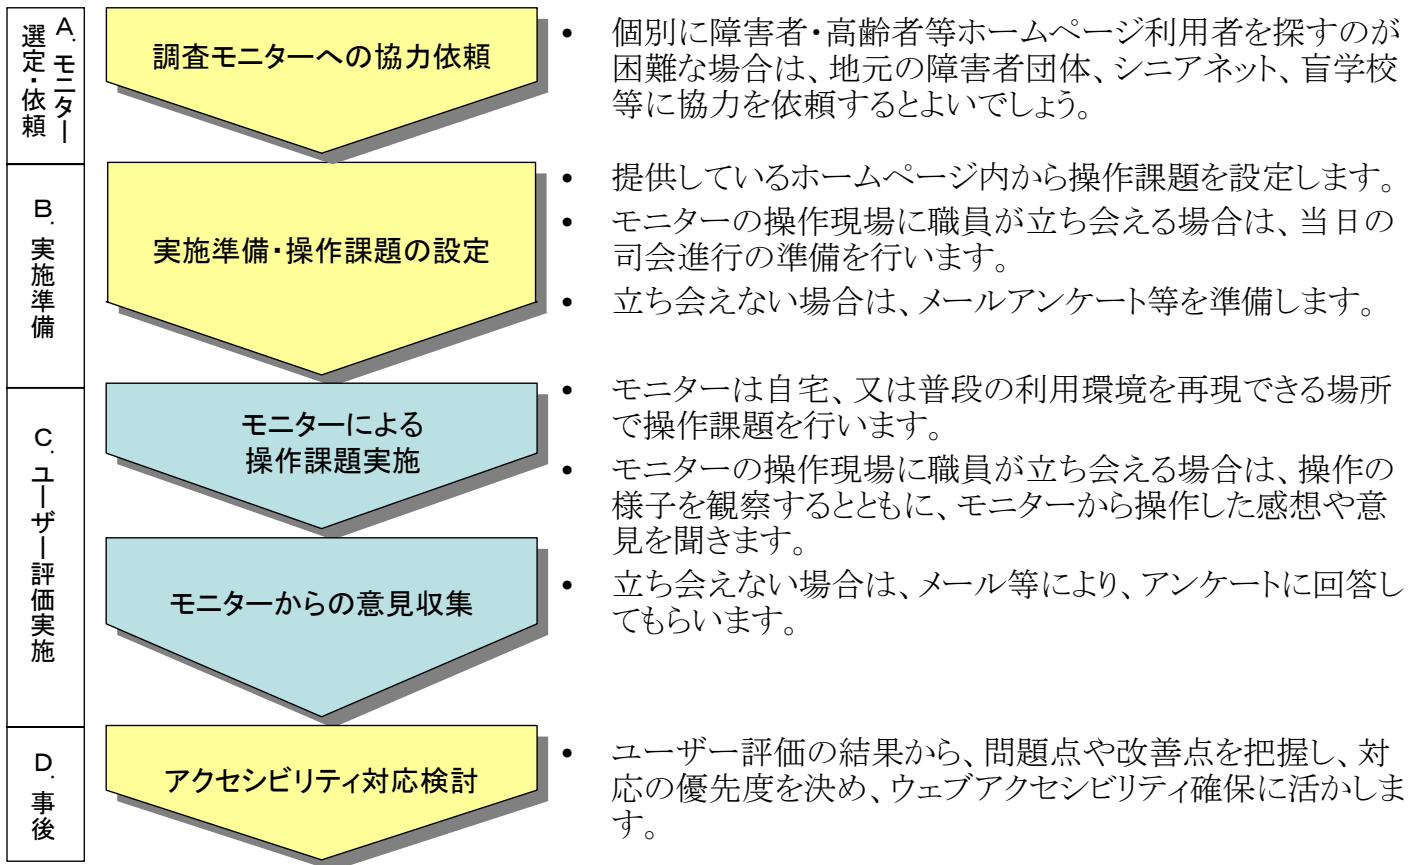 A. モニター
選定・依頼
調査モニターへの協力依頼
• 個別に障害者・高齢者等ホームページ利用者を探すのが
困難な場合は、地元の障害者団体、シニアネット、盲学校
等に協力を依頼するとよいでしょう。
B. 実施準備
実施準備・操作課題の設定
• 提供しているホームページ内から操作課題を設定します。
• モニターの操作現場に職員が立ち会える場合は、当日の
司会進行の準備を行います。
• 立ち会えない場合は、メールアンケート等を準備します。
C. ユーザー評価実施
モニターによる
操作課題実施
• モニターは自宅、又は普段の利用環境を再現できる場所
で操作課題を行います。
• モニターの操作現場に職員が立ち会える場合は、操作の
様子を観察するとともに、モニターから操作した感想や意
見を聞きます。
モニターからの意見収集
• 立ち会えない場合は、メール等により、アンケートに回答し
てもらいます。
D. 事後
アクセシビリティ対応検討
• ユーザー評価の結果から、問題点や改善点を把握し、対
応の優先度を決め、ウェブアクセシビリティ確保に活かしま
す。